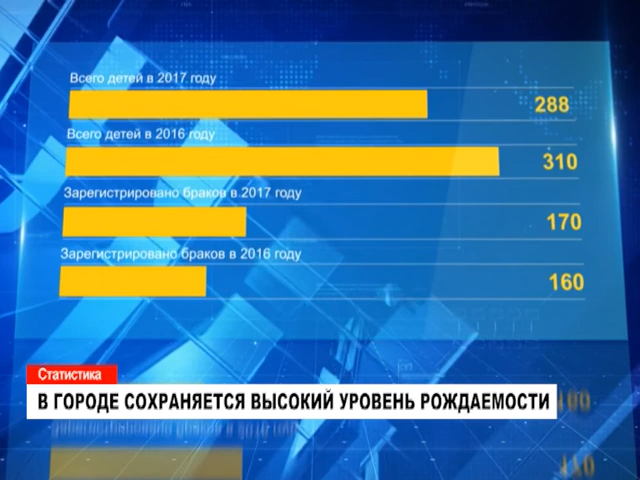 Всего детей в 2017 году
288
Всего детей в 2016 году
310
Зарегистрировано браков в 2017 году
170
Зарегистрировано браков в 2016 году
160
Статистика
В ГОРОДЕ СОХРАНЯЕТСЯ ВЫСОКИЙ УРОВЕНЬ РОЖДАЕМОСТИ